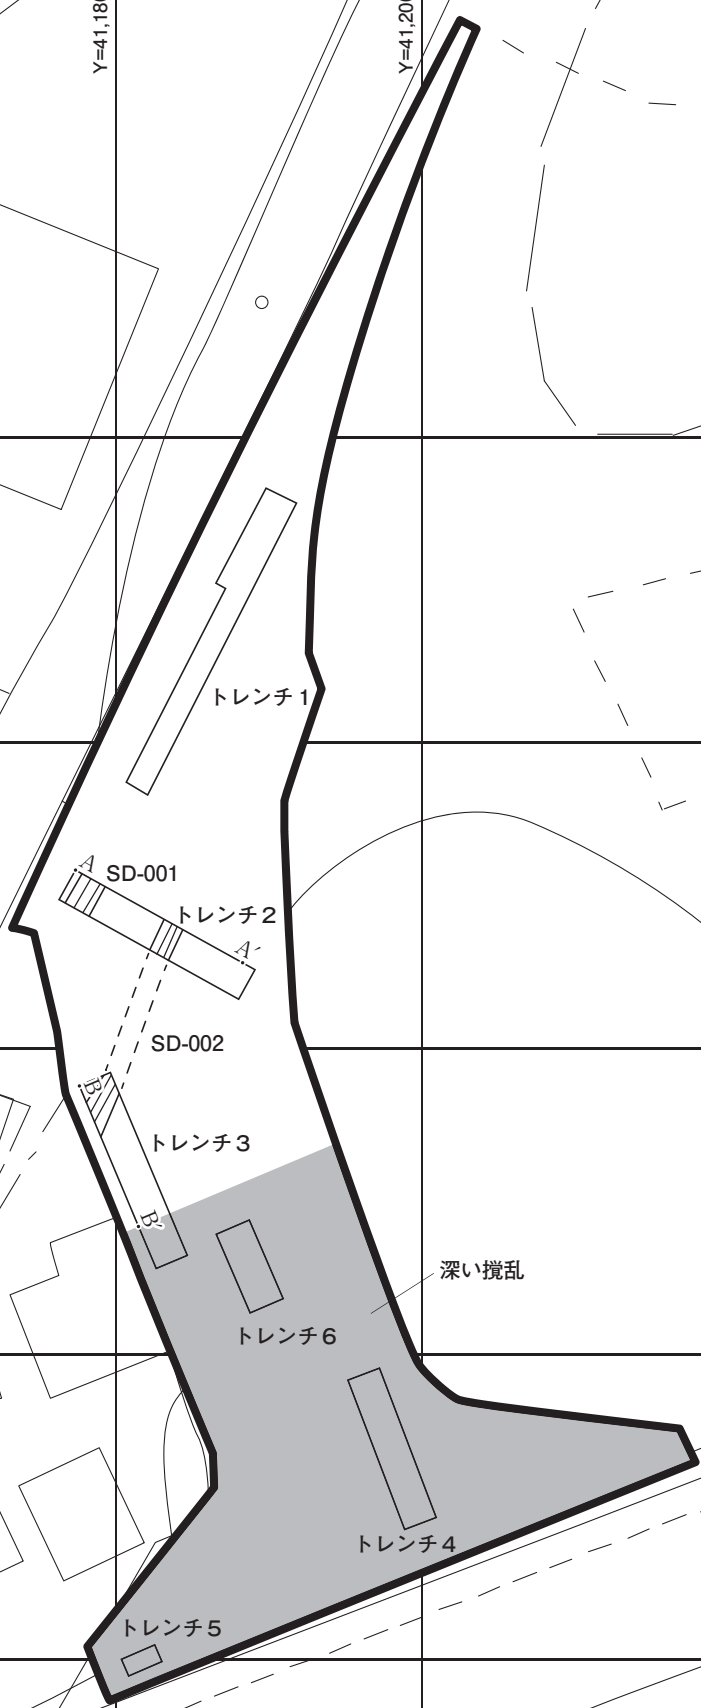 Y=41,180
Y=41,200
トレンチ1
A
SD-001
トレンチ2
A´
SD-002
B
トレンチ3
B´
深い撹乱
トレンチ6
トレンチ4
トレンチ5